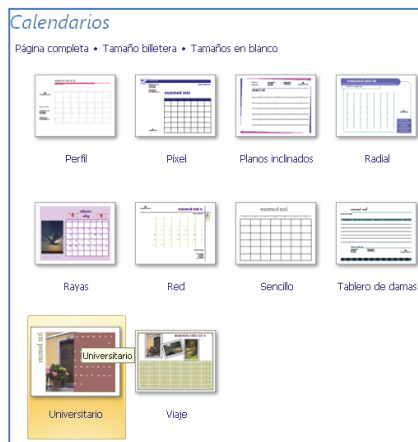 Calendarios
Página completa • Tamaño billetera • Tamaños en blanco
Perfil
Píxel
Planos inclinados
Radial
Rayas
Red
Sencillo
Tablero de damas
Universitario
Universitario
Viaje